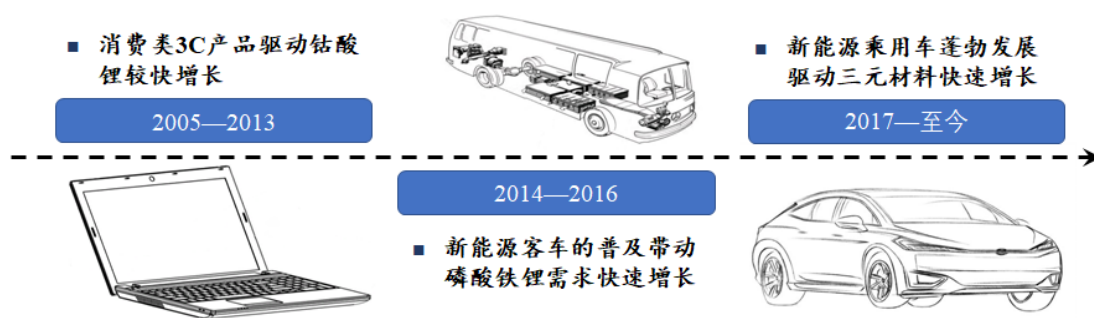 消费类3C产品驱动钴酸
锂较快增长
2005—2013
2014—2016
新能源客车的普及带动
磷酸铁锂需求快速增长
新能源乘用车蓬勃发展
驱动三元材料快速增长
2017—至今